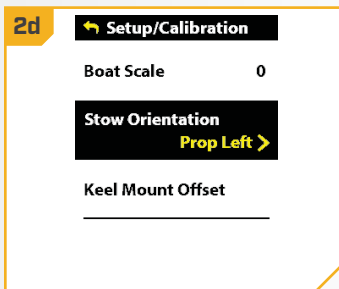 2d
Setup/Calibration
Boat Scale 0
Stow Orientation
Prop Left >
Keel Mount Offset